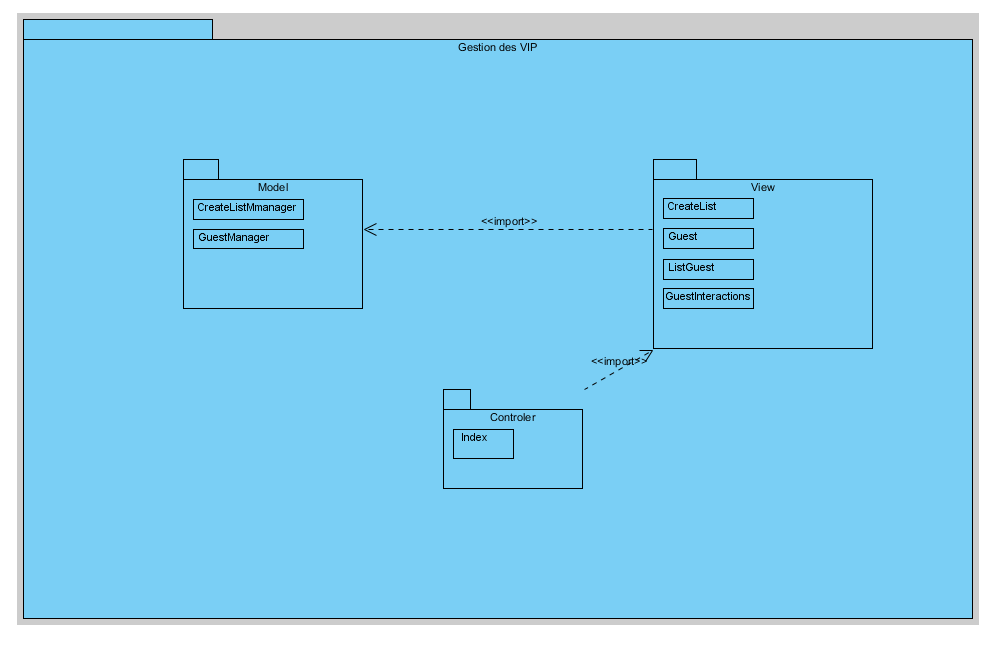 Gestion des VIP
Model
CreateListMmanager
GuestManager
<<import>>
View
CreateList
Guest
ListGuest
GuestInteractions
<<import>>
Controler
Index